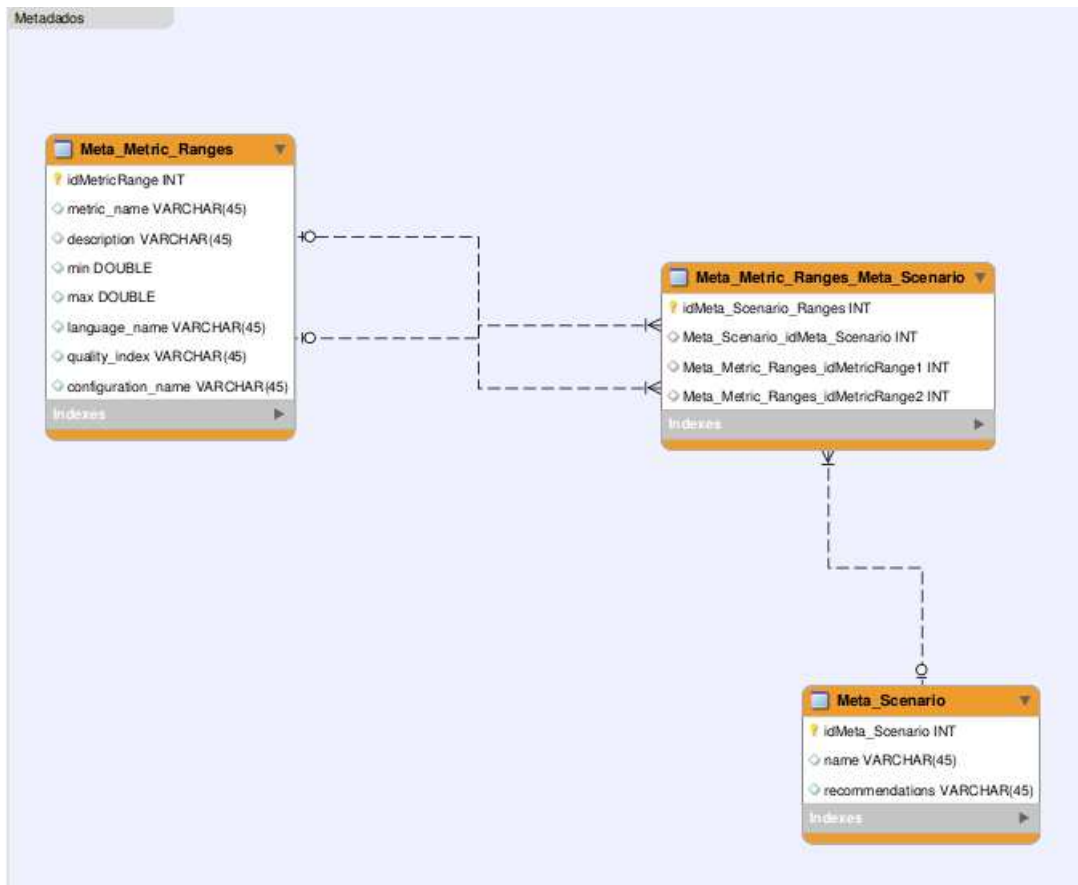 Metadados
Meta_Metric_Ranges
idMetricRange INT
metric_name VARCHAR(45)
description VARCHAR(45)
min DOUBLE
max DOUBLE
language_name VARCHAR(45)
quality_index VARCHAR(45)
configuration_name VARCHAR(45)
Indexes
Meta_Metric_Ranges_Meta_Scenario
idMeta_Scenario_Ranges INT
Meta_Scenario_idMeta_Scenario INT
Meta_Metric_Ranges_idMetricRange1 INT
Meta_Metric_Ranges_idMetricRange2 INT
Indexes
Meta_Scenario
idMeta_Scenario INT
name VARCHAR(45)
recommendations VARCHAR(45)
Indexes